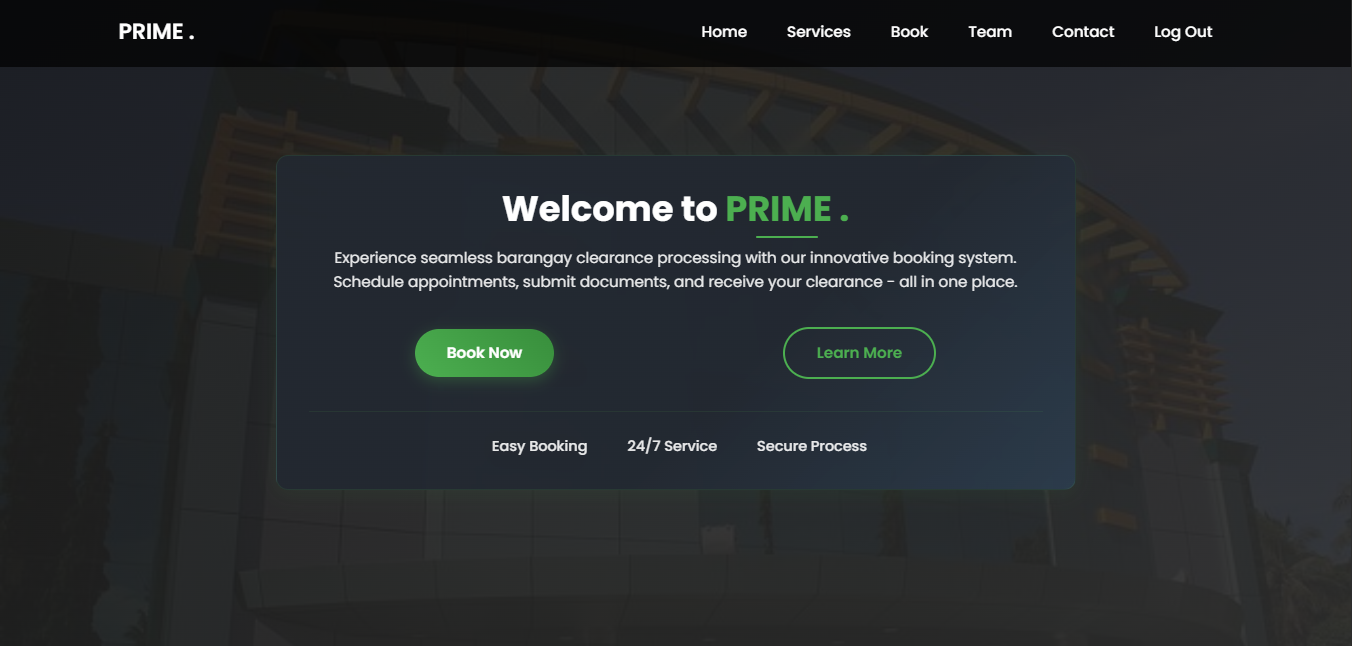 PRIME .
Home Services Book Team Contact Log Out
Welcome to PRIME .
Experience seamless barangay clearance processing with our innovative booking system.
Schedule appointments, submit documents, and receive your clearance - all in one place.
Book Now
Learn More
Easy Booking 24/7 Service Secure Process